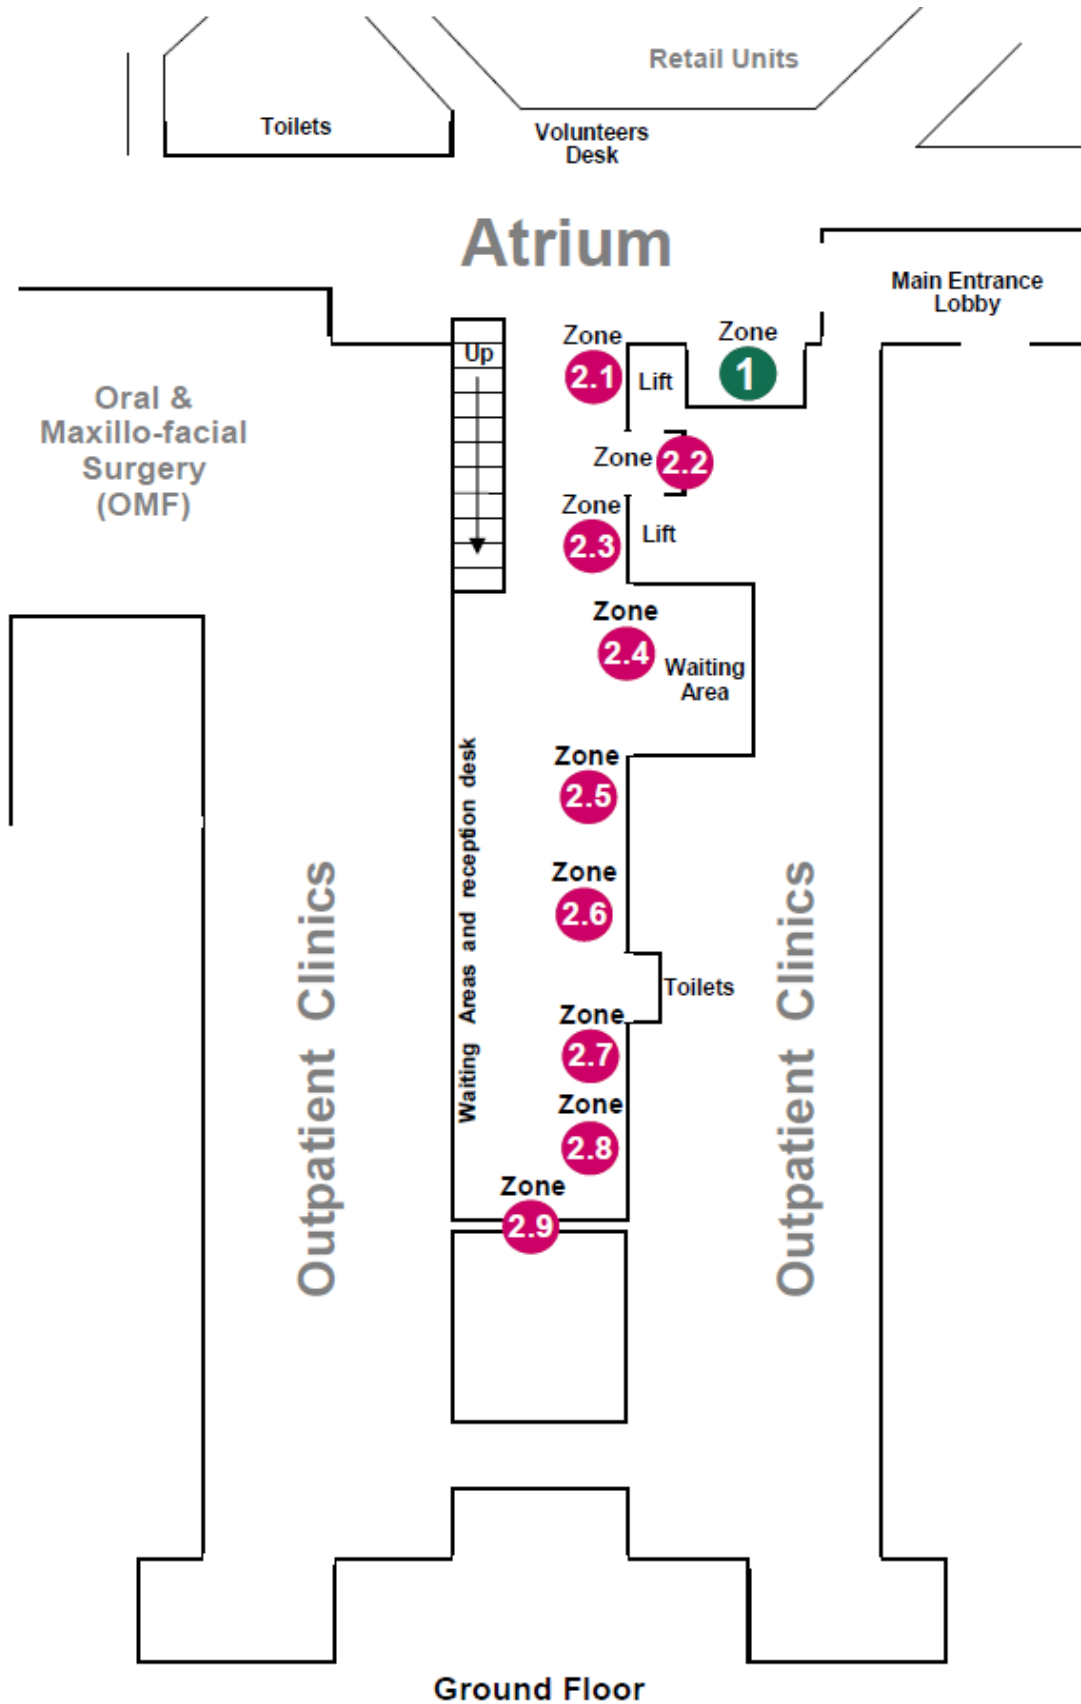 Retail Units
Toilets
Volunteers
Desk
Atrium
Main Entrance
Lobby
Zone
1
Zone
2.1
Up
Lift
Oral &
Maxillo-facial
Surgery
(OMF)
Zone 2.2
Zone
2.3
Lift
Zone
2.4
Waiting
Area
Zone
2.5
Waiting Areas and reception desk
Zone
2.6
Outpatient Clinics
Outpatient Clinics
Toilets
Zone
2.7
Zone
2.8
Zone
2.9
Ground Floor